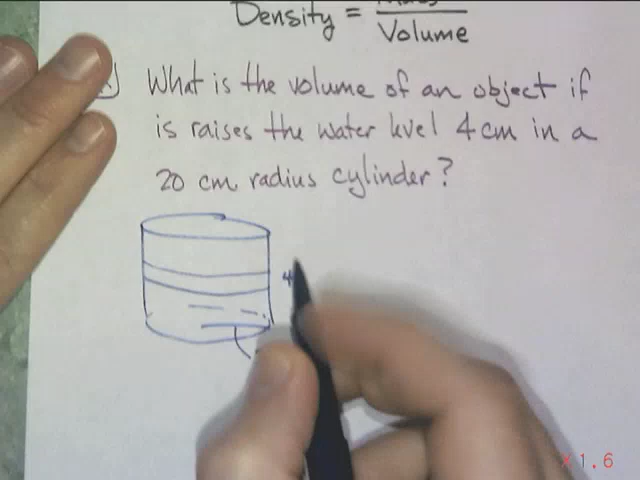 Density = 
Volume
What is the volume of an object if
is raises the water level 4 cm in a
20 cm. radius cylinder?
4
x1.6